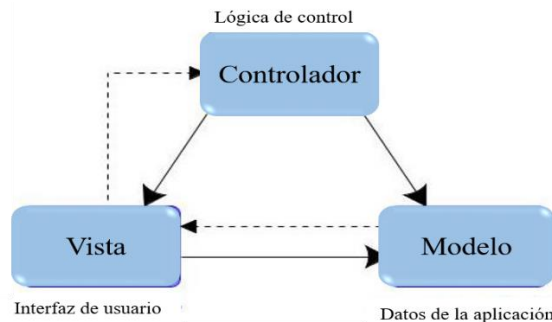 Lógica de control
Controlador
Vista
Modelo
Interfaz de usuario
Datos de la aplicación